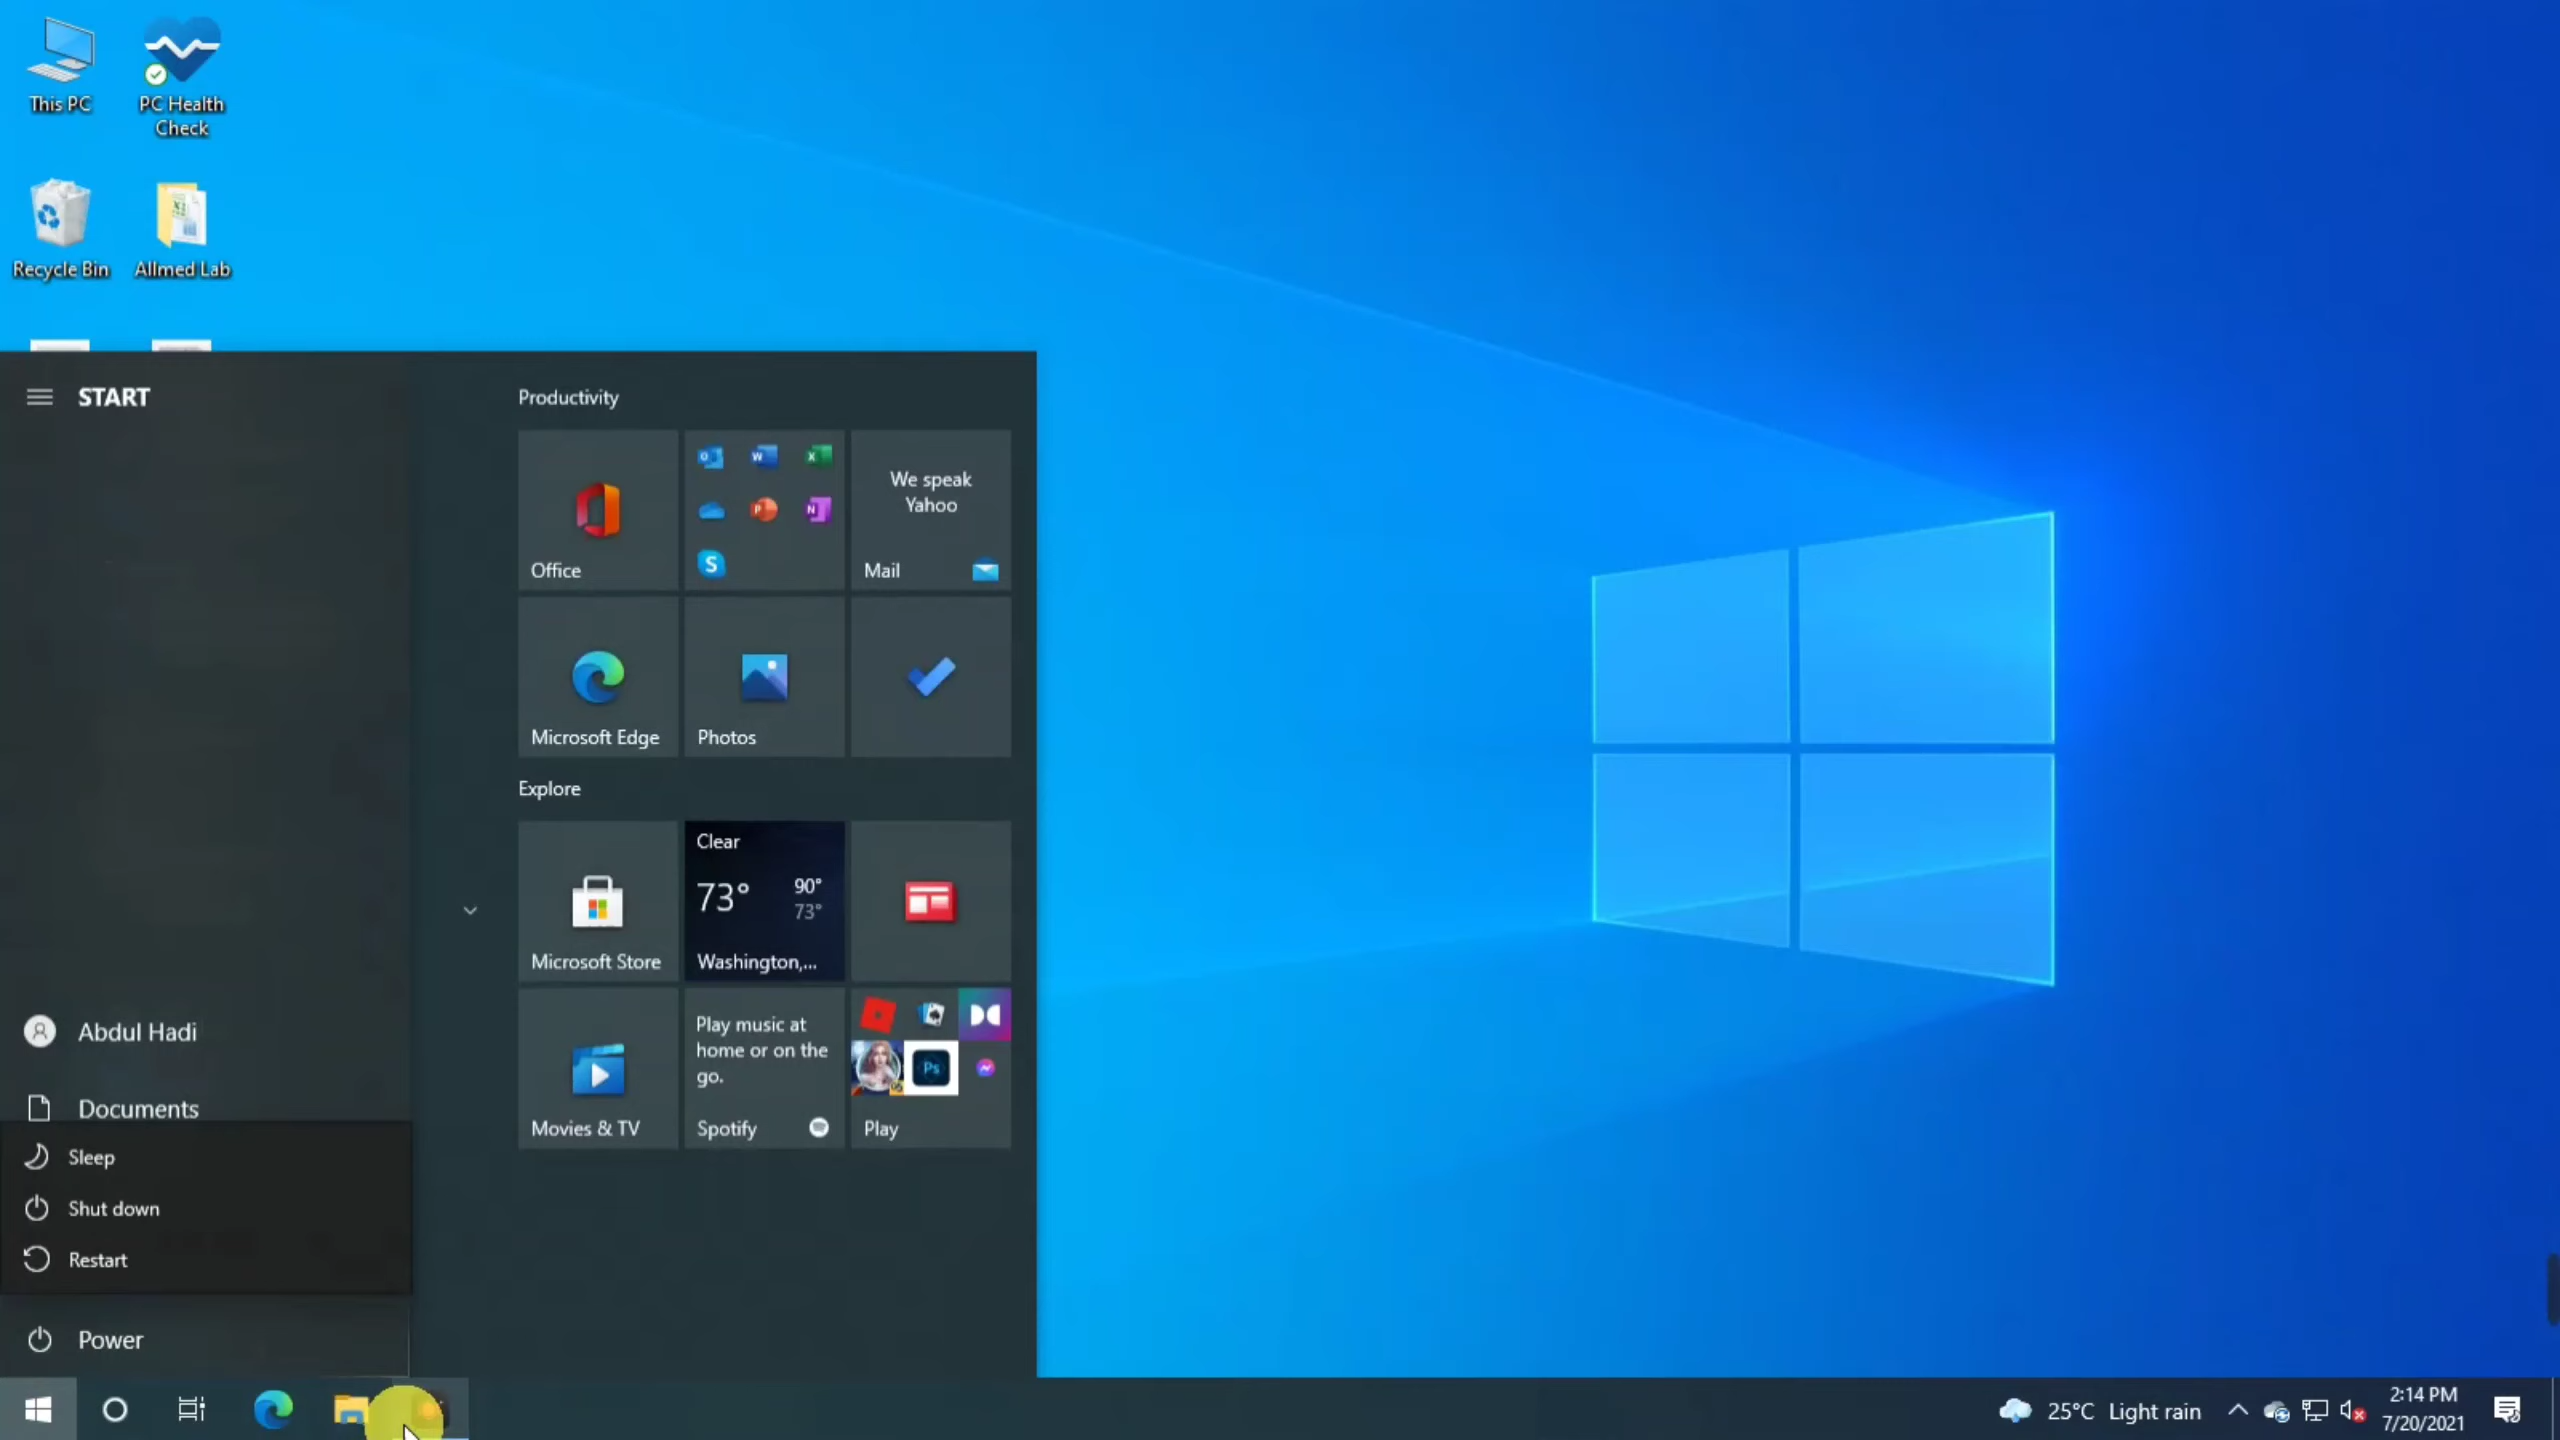 This PC
PC Health
Check
Recycle Bin
Allmed Lab
START
Abdul Hadi
Documents
Sleep
Shut down
Restart
Power
Productivity
Office
We speak
Yahoo
Mail
Microsoft Edge
Photos
Explore
Microsoft Store
Clear
73°
90°
73°
Washington,...
Movies & TV
Play music at
home or on the
go.
Spotify
Ps
Play
25°C Light rain
2:14 PM
7/20/2021